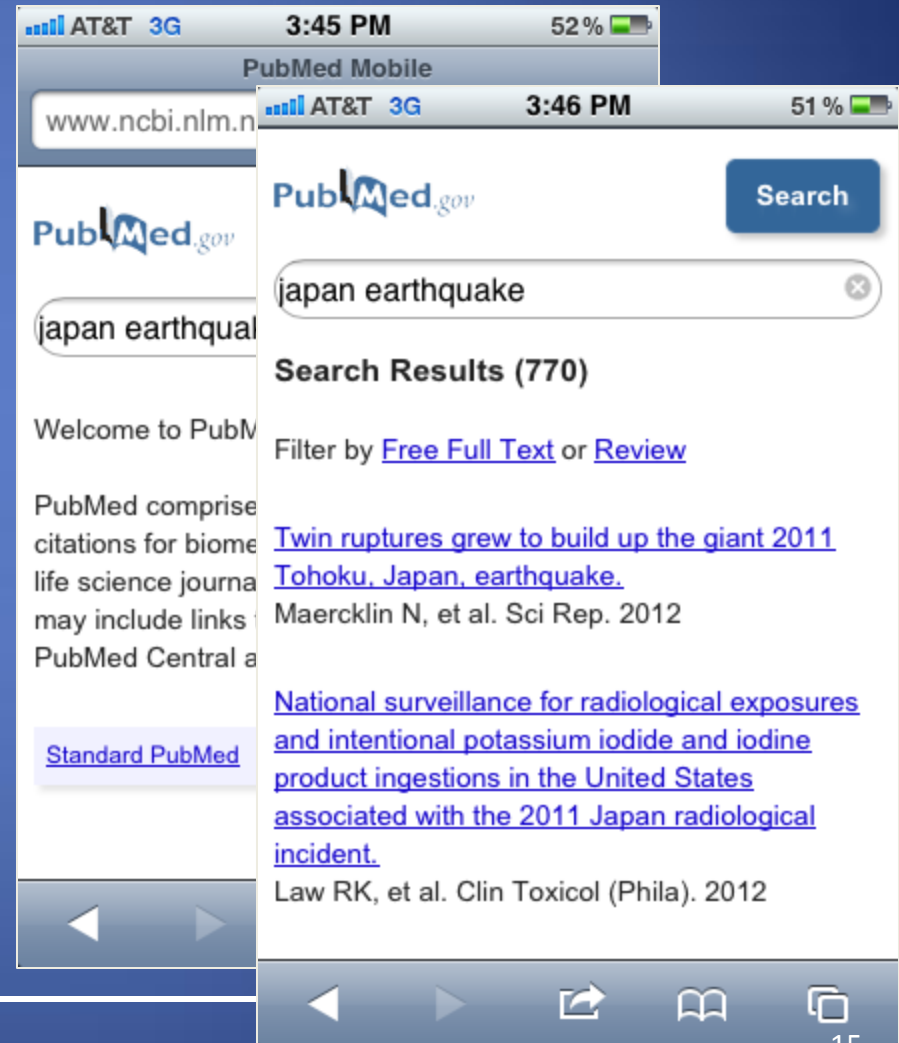 AT&T 3G 3:45 PM 52%
PubMed Mobile
www.ncbi.nlm.n
PubMed.gov
japan earthqua
Welcome to Pub
PubMed comprise
citations for biome
life science journa
may include links
PubMed Central a
Standard PubMed
AT&T 3G 3:46 PM 51%
PubMed.gov
Search
japan earthquake
Search Results (770)
Filter by Free Full Text or Review
Twin ruptures grew to build up the giant 2011
Tohoku, Japan, earthquake.
Maercklin N, et al. Sci Rep. 2012
National surveillance for radiological exposures
and intentional potassium iodide and iodine
product ingestions in the United States
associated with the 2011 Japan radiological
incident.
Law RK, et al. Clin Toxicol (Phila). 2012
15